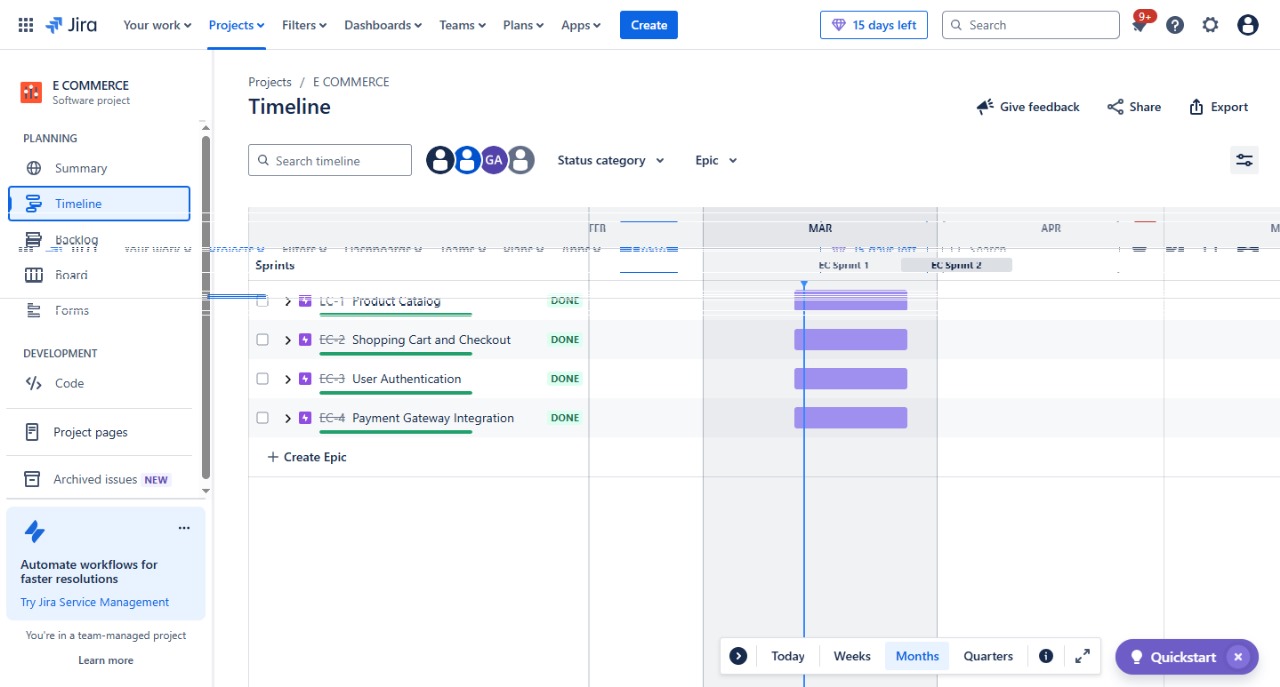 Jira
Your work
Projects
Filters
Dashboards
Teams
Plans
Apps
Create
15 days left
Search
9+
E COMMERCE
Software project
PLANNING
Summary
Timeline
Backlog
Board
Forms
DEVELOPMENT
Code
Project pages
Archived issues NEW
Automate workflows for
faster resolutions
Try Jira Service Management
You're in a team-managed project
Learn more
Projects / E COMMERCE
Timeline
Give feedback
Share
Export
Search timeline
GA
Status category
Epic
MAR
APR
15 days left
Search
Sprints
EC Sprint 1
EC Sprint 2
EC-1 Product Catalog DONE
EC-2 Shopping Cart and Checkout DONE
EC-3 User Authentication DONE
EC-4 Payment Gateway Integration DONE
+ Create Epic
Today
Weeks
Months
Quarters
Quickstart